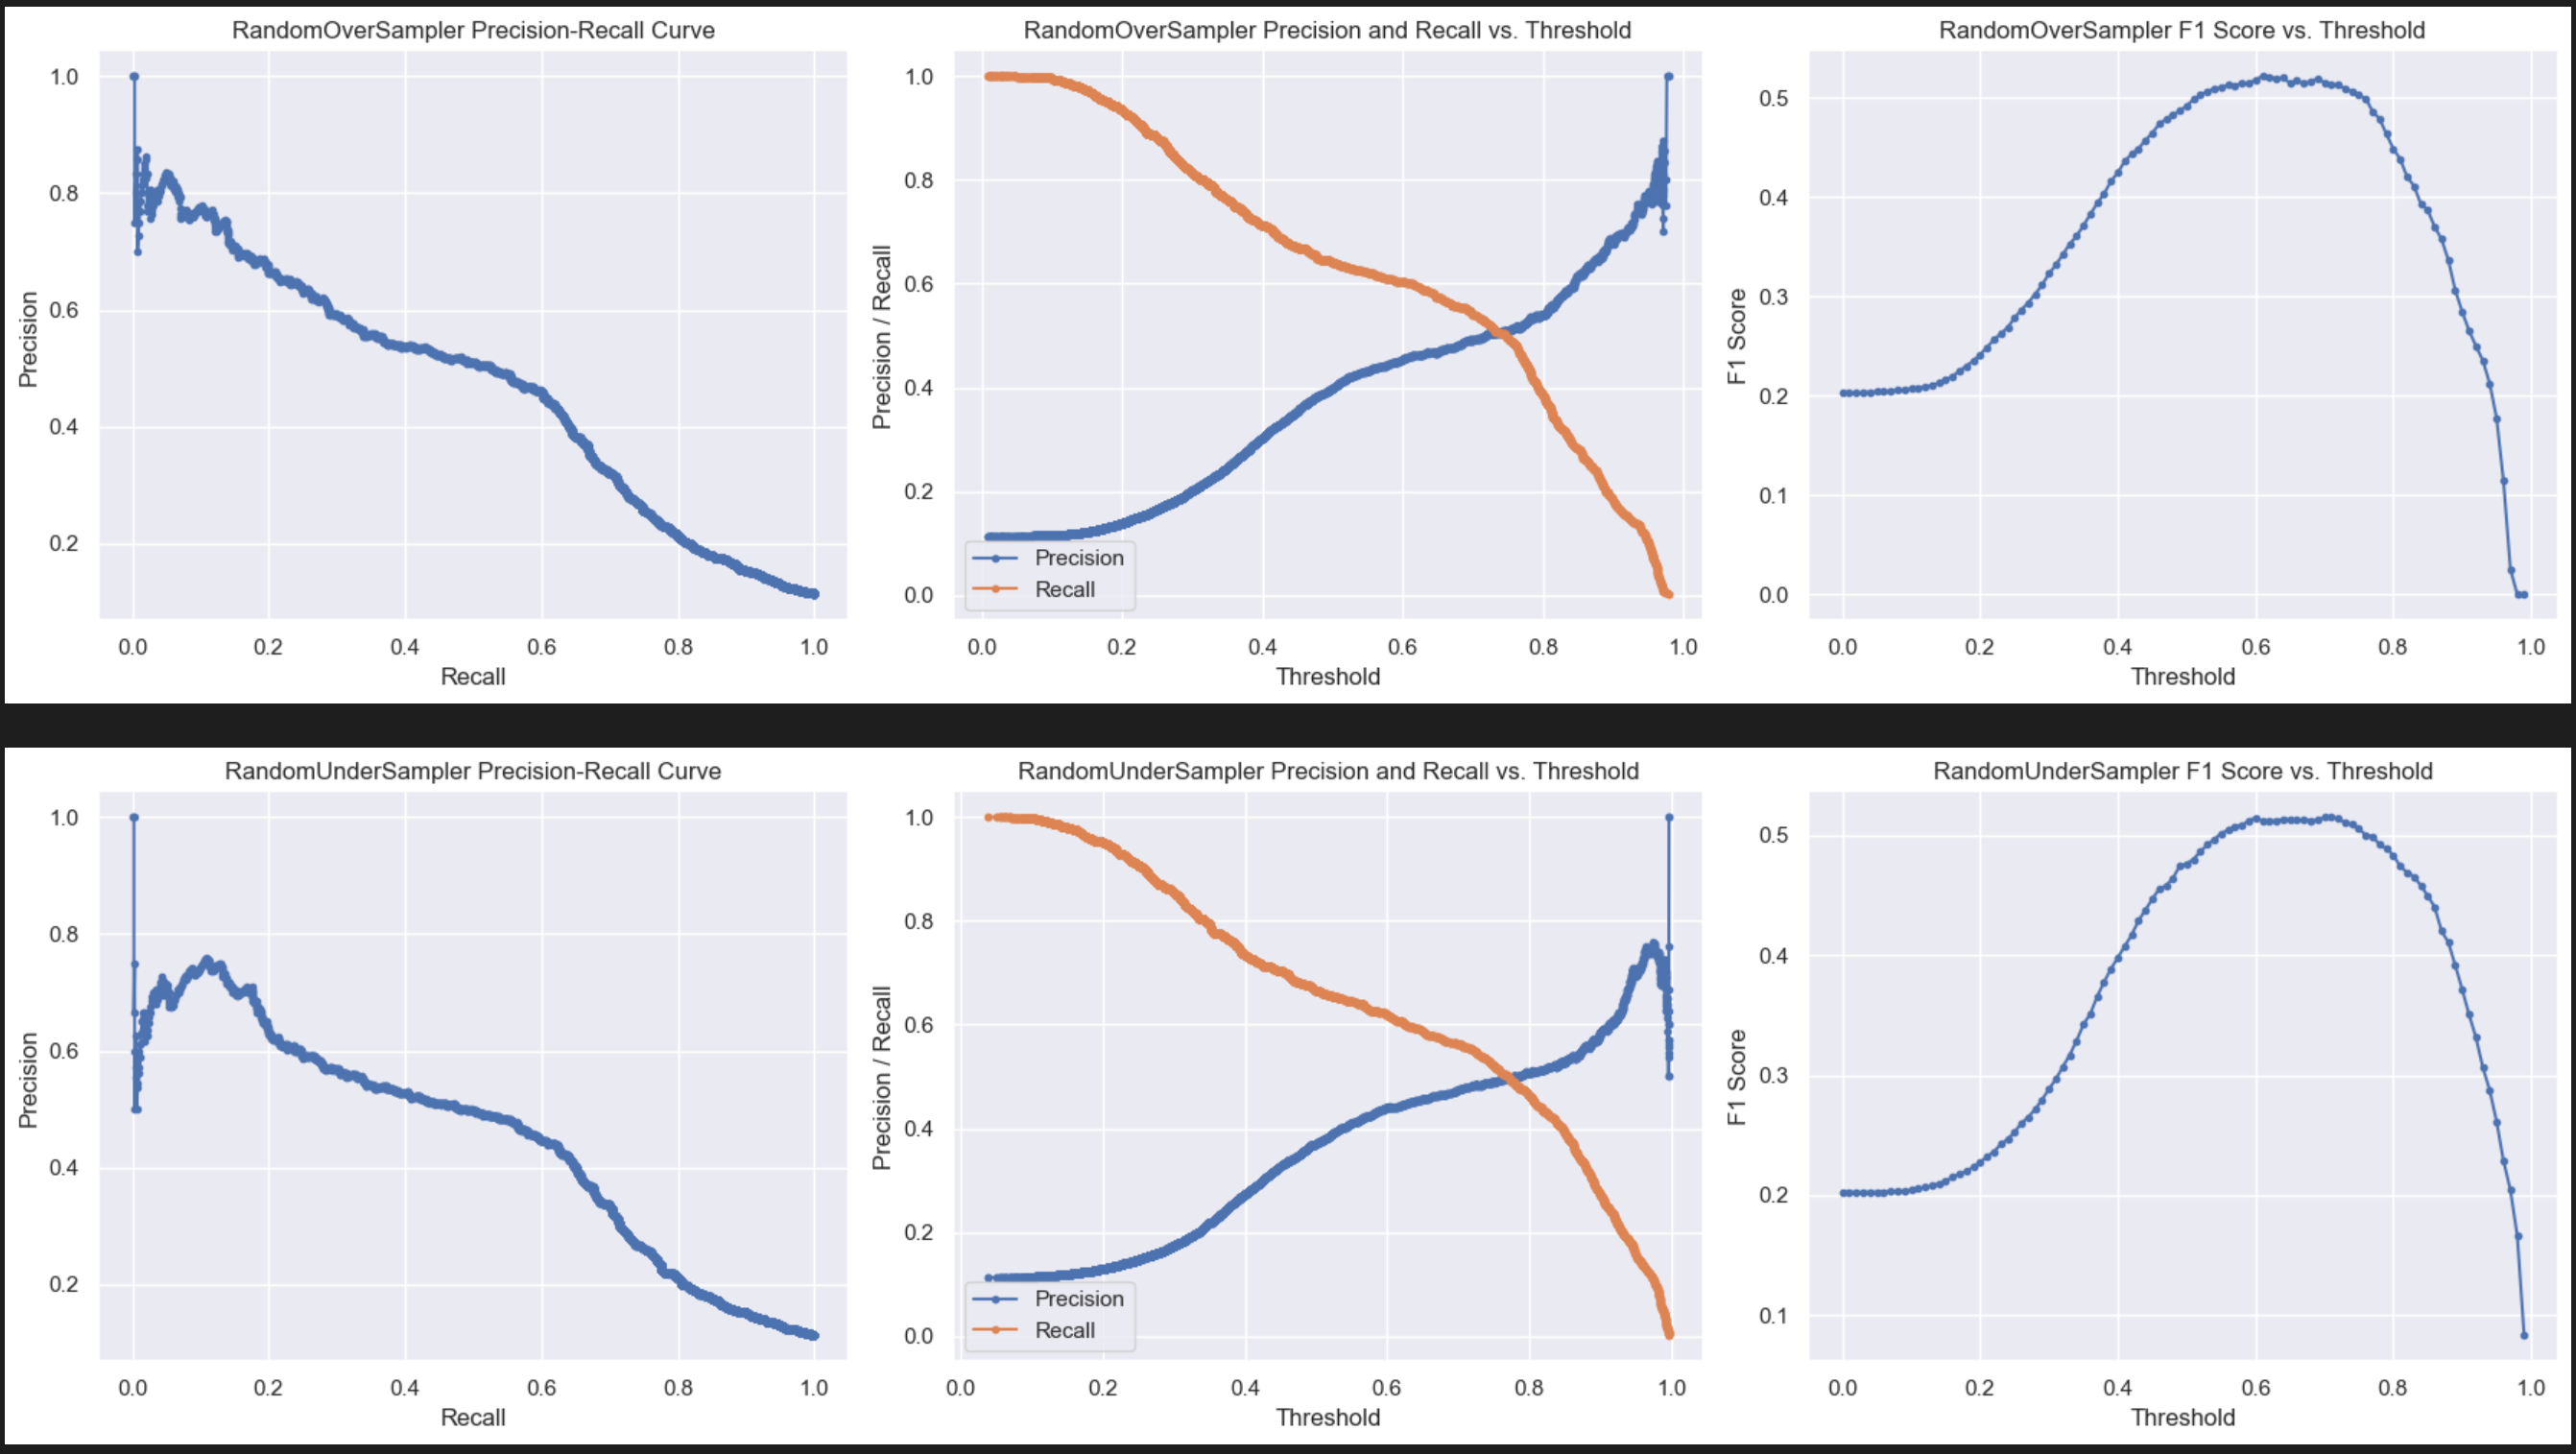 RandomOverSampler Precision-Recall Curve
Precision
1.0
0.8
0.6
0.4
0.2
0.0 0.2 0.4 0.6 0.8 1.0
Recall
RandomOverSampler Precision and Recall vs. Threshold
Precision / Recall
1.0
0.8
0.6
0.4
0.2
0.0
Precision
Recall
0.0 0.2 0.4 0.6 0.8 1.0
Threshold
RandomOverSampler F1 Score vs. Threshold
F1 Score
0.5
0.4
0.3
0.2
0.1
0.0
0.0 0.2 0.4 0.6 0.8 1.0
Threshold
RandomUnderSampler Precision-Recall Curve
Precision
1.0
0.8
0.6
0.4
0.2
0.0 0.2 0.4 0.6 0.8 1.0
Recall
RandomUnderSampler Precision and Recall vs. Threshold
Precision / Recall
1.0
0.8
0.6
0.4
0.2
0.0
Precision
Recall
0.0 0.2 0.4 0.6 0.8 1.0
Threshold
RandomUnderSampler F1 Score vs. Threshold
F1 Score
0.5
0.4
0.3
0.2
0.1
0.0 0.2 0.4 0.6 0.8 1.0
Threshold